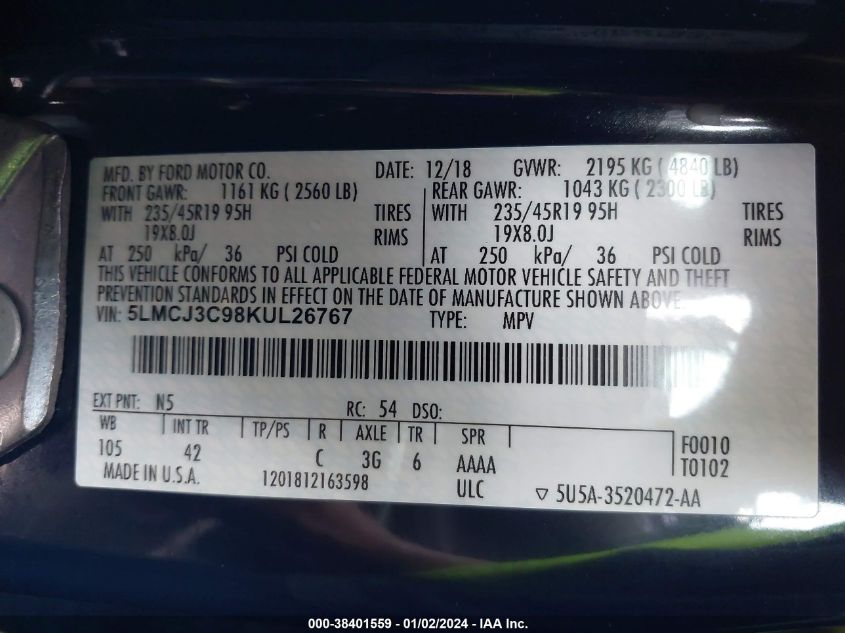 MFD. BY FORD MOTOR CO. DATE: 12/18 GVWR: 2195 KG ( 4840 LB)
FRONT GAWR: 1161 KG ( 2560 LB) REAR GAWR: 1043 KG ( 2300 LB)
WITH 235/45R19 95H TIRES WITH 235/45R19 95H TIRES
19X8.0J RIMS 19X8.0J RIMS
AT 250 kPa/ 36 PSI COLD AT 250 kPa/ 36 PSI COLD
THIS VEHICLE CONFORMS TO ALL APPLICABLE FEDERAL MOTOR VEHICLE SAFETY AND THEFT
PREVENTION STANDARDS IN EFFECT ON THE DATE OF MANUFACTURE SHOWN ABOVE.
VIN: 5LMCJ3C98KUL26767 TYPE: MPV
EXT PNT: N5 RC: 54 DSO:
WB INT TR TP/PS R AXLE TR SPR
105 42 C 3G 6 AAAA
F0010
T0102
MADE IN U.S.A. 1201812163598 ULC ▽ 5U5A-3520472-AA
000-38401559 - 01/02/2024 - IAA Inc.